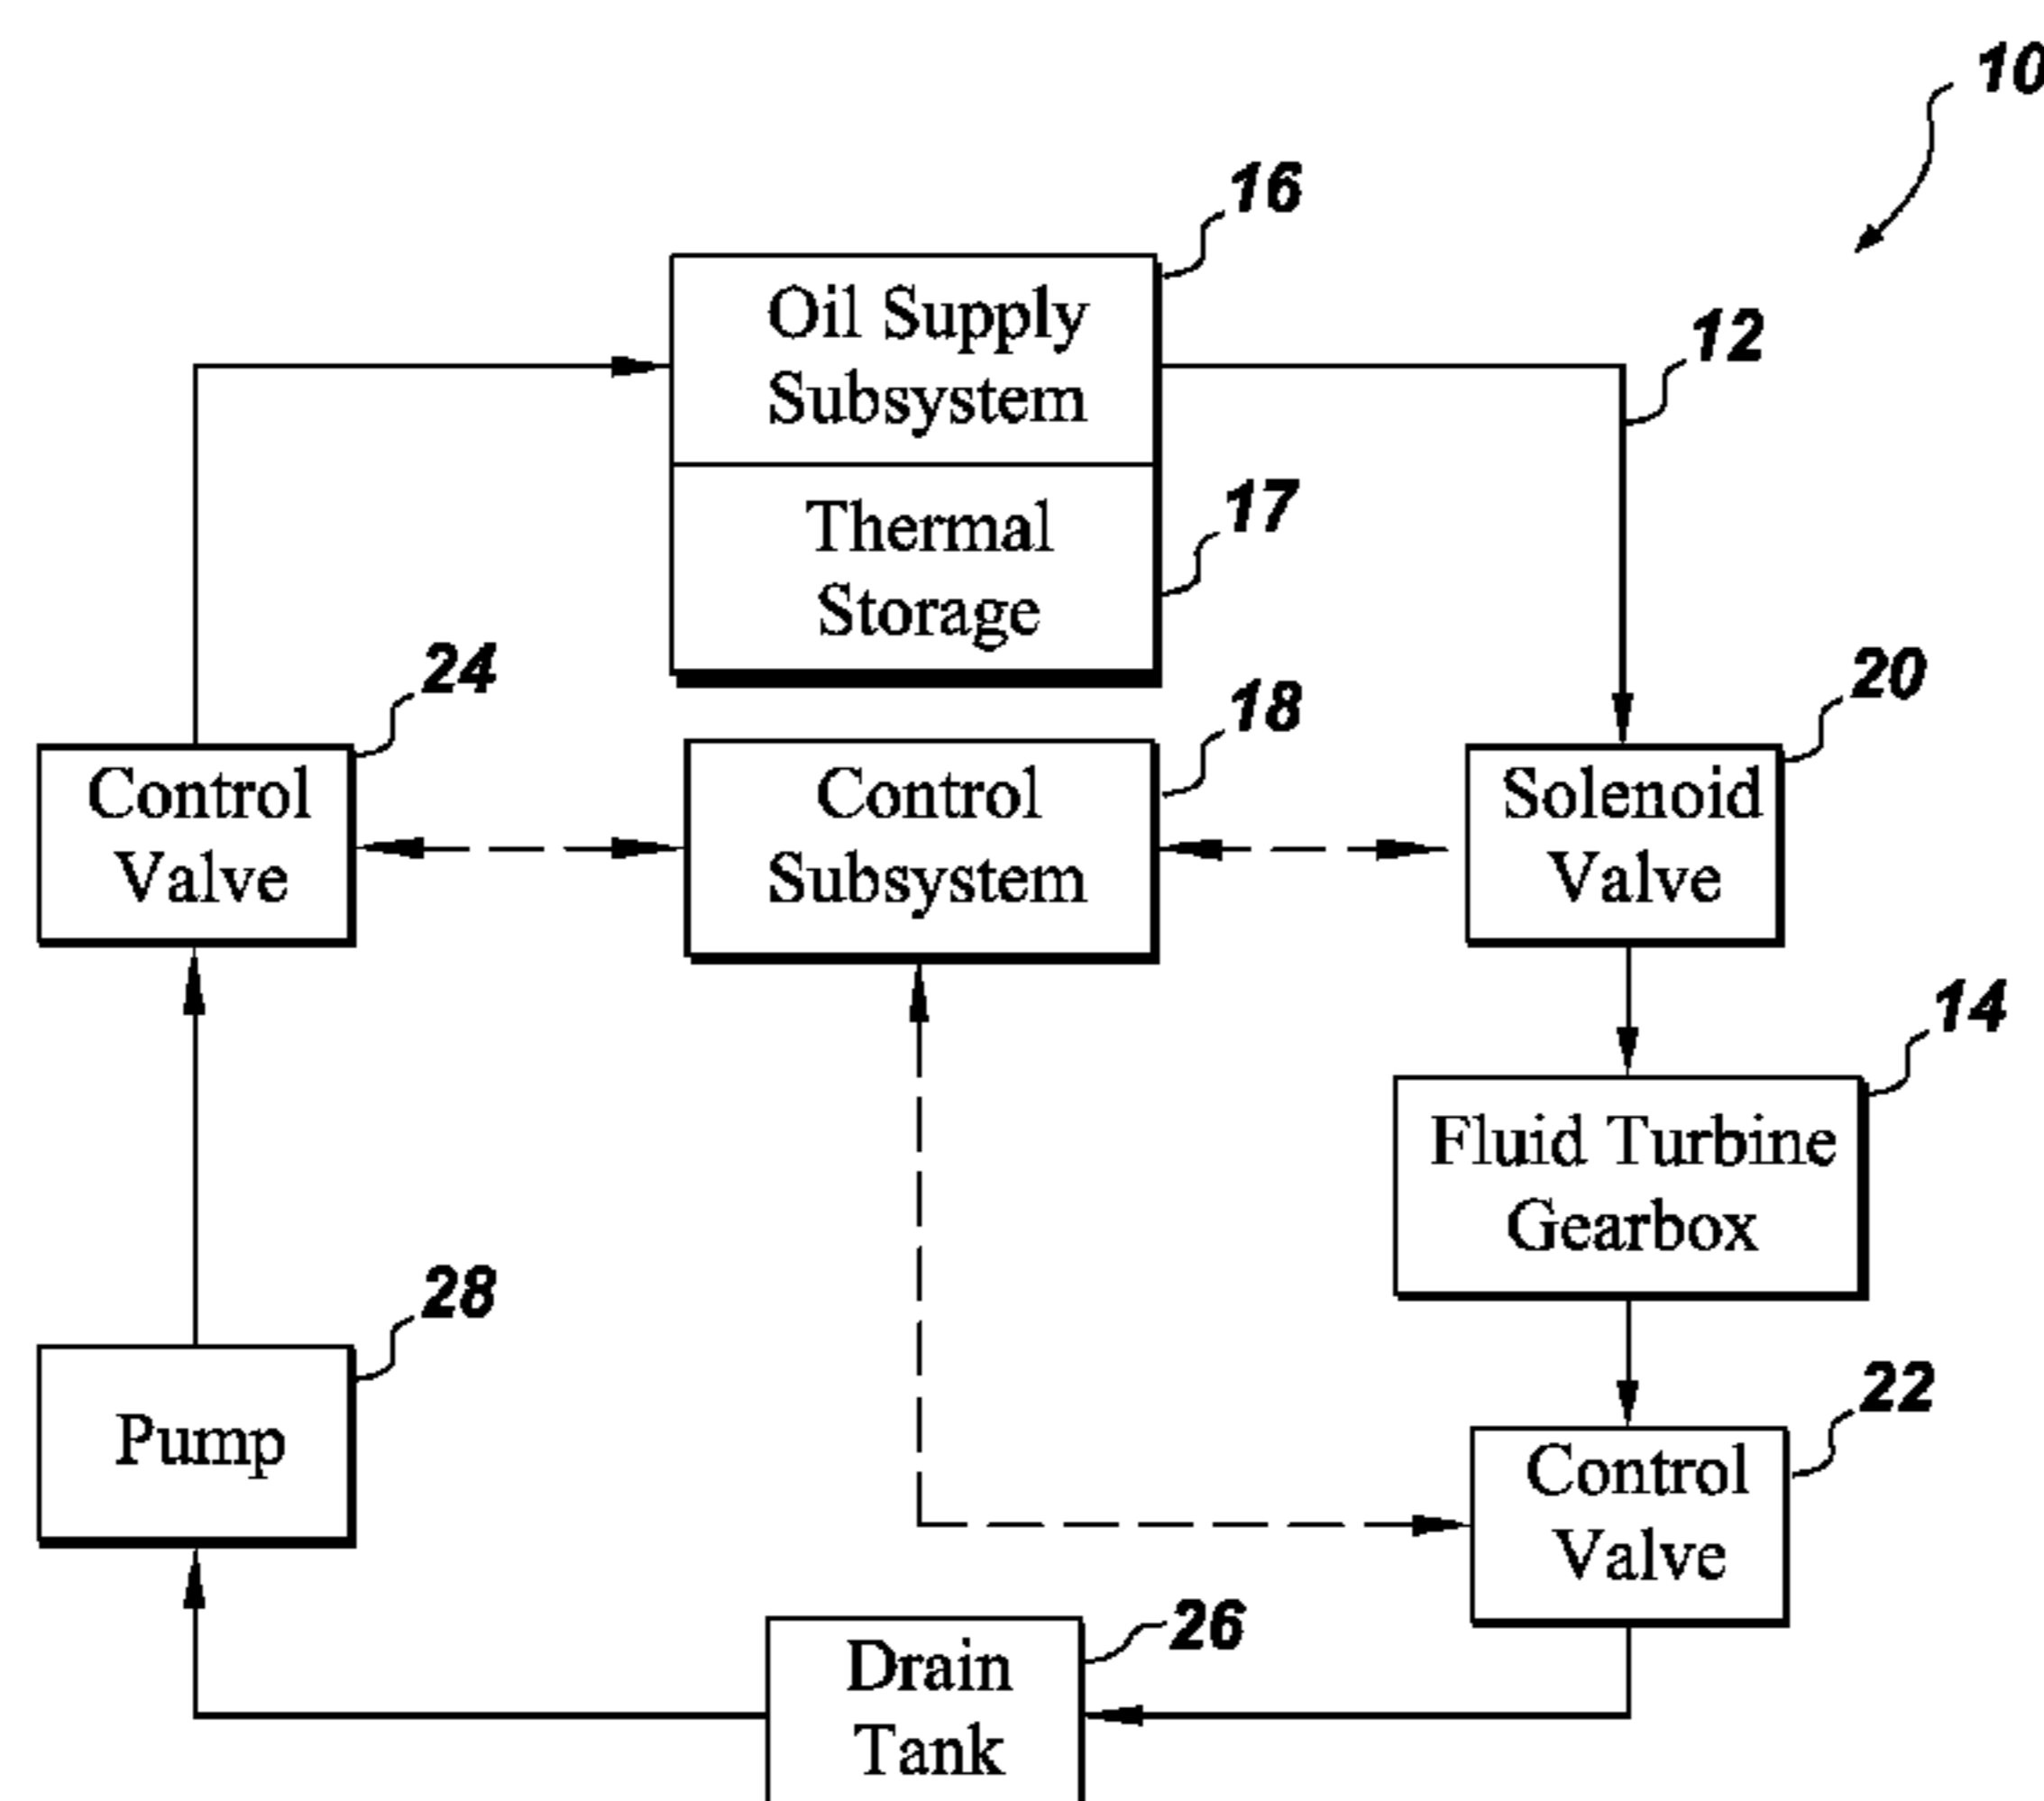 10
16
Oil Supply
Subsystem
12
Thermal
Storage
17
24
18
20
Control
Valve
Control
Subsystem
Solenoid
Valve
14
Fluid Turbine
Gearbox
28
Pump
22
Control
Valve
26
Drain
Tank